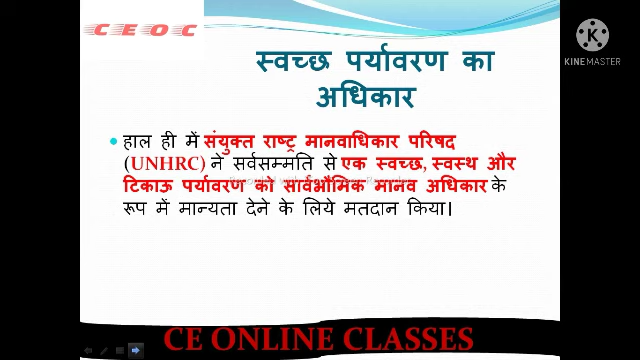 CEOC
K
KINEMASTER
स्वच्छ पर्यावरण का
अधिकार
हाल ही में संयुक्त राष्ट्र मानवाधिकार परिषद
(UNHRC) ने सर्वसम्मति से एक स्वच्छ, स्वस्थ और
टिकाऊ पर्यावरण को सार्वभौमिक मानव अधिकार के
रूप में मान्यता देने के लिये मतदान किया।
CE ONLINE CLASSES